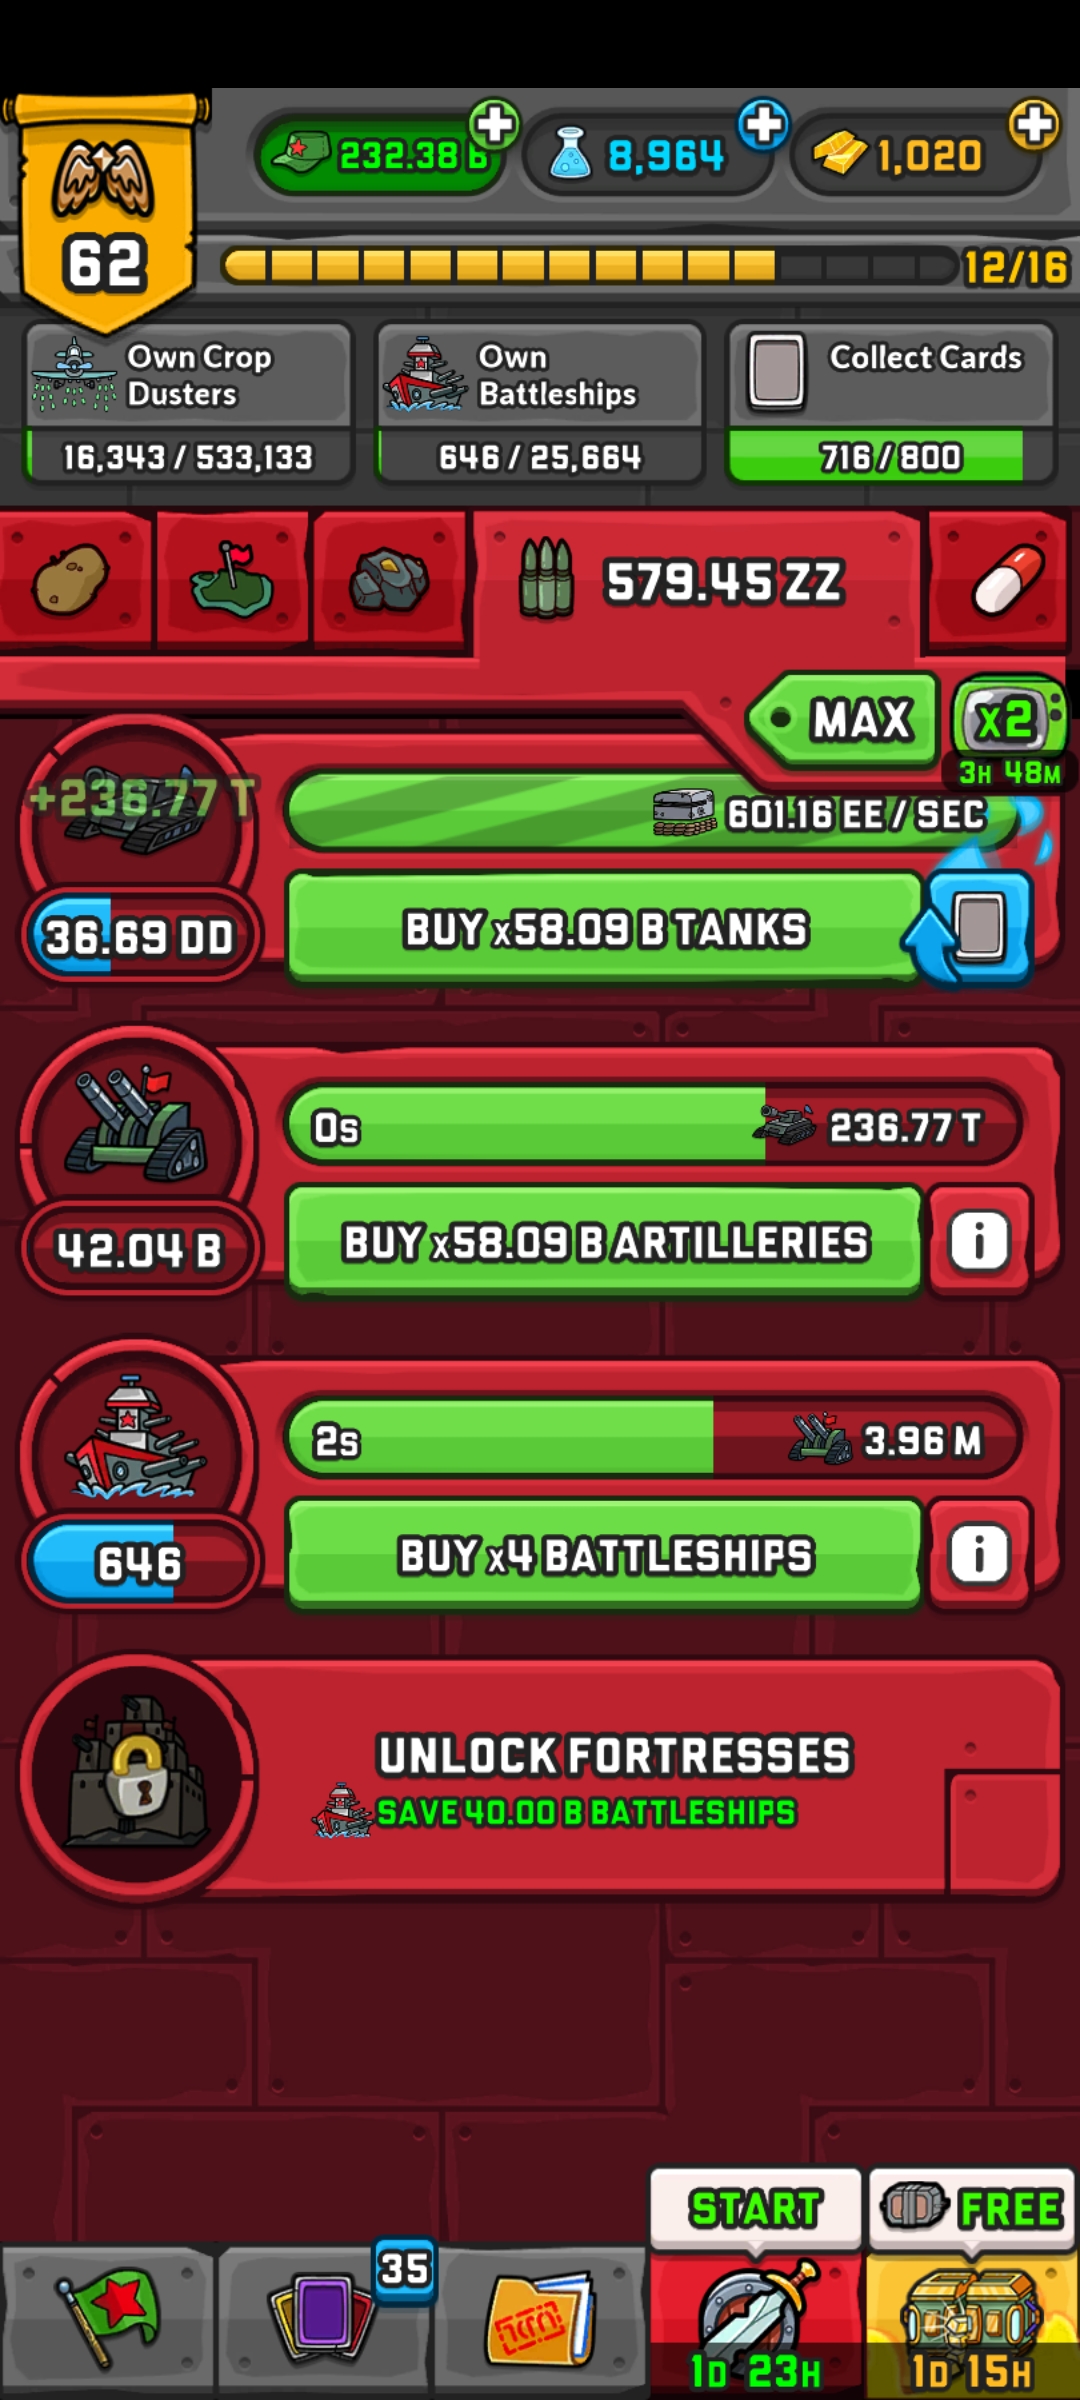 62
232.38 B
8,964
1,020
12/16
Own Crop
Dusters
16,343 / 533,133
Own
Battleships
646 / 25,664
Collect Cards
716 / 800
579.45 ZZ
MAX
x2
3H 48M
+236.77 T
601.16 EE / SEC
36.69 DD
BUY x58.09 B TANKS
0s
236.77 T
42.04 B
BUY x58.09 B ARTILLERIES
i
2s
3.96 M
646
BUY x4 BATTLESHIPS
i
UNLOCK FORTRESSES
SAVE 40.00 B BATTLESHIPS
START
FREE
35
1D 23H
1D 15H